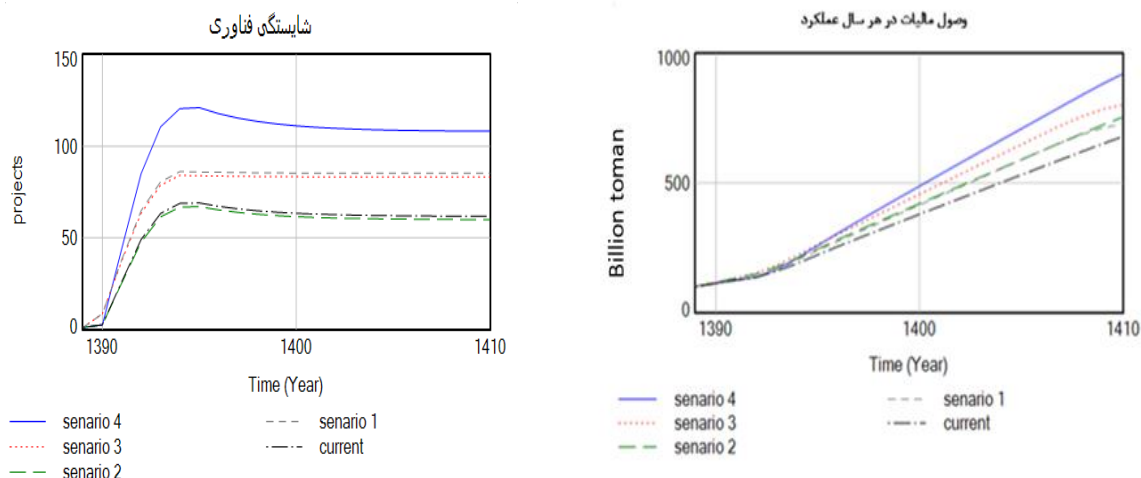 شایستگی فناوری
150
100
50
0
projects
1390
1400
1410
Time (Year)
senario 4
senario 3
senario 2
senario 1
current
وصول مالیات در هر سال عملکرد
1000
500
0
Billion toman
1390
1400
1410
Time (Year)
senario 4
senario 3
senario 2
senario 1
current